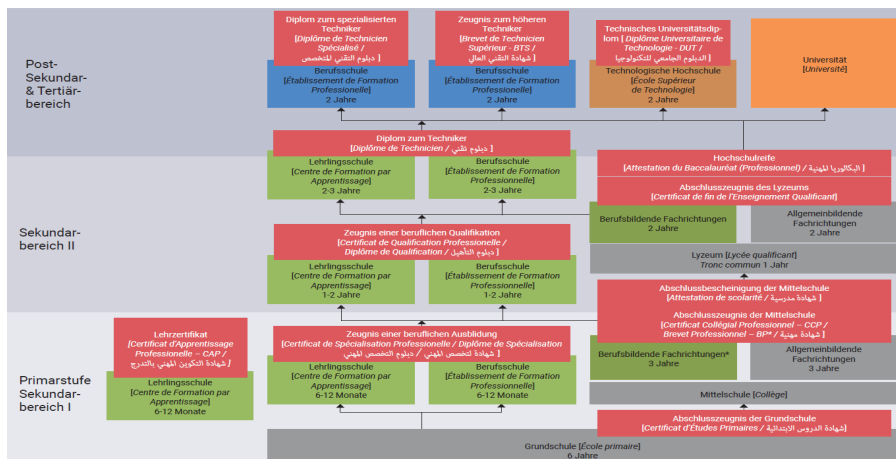 Post-
Sekundar-
& Tertiär-
bereich
Diplom zum spezialisierten
Techniker
[Diplôme de Technicien
Spécialisé / دبلوم التقني المتخصص ]
Berufsschule
[Établissement de Formation
Professionnelle]
2 Jahre
Zeugnis zum höheren
Techniker
[Brevet de Technicien
Supérieur - BTS /
شهادة التقني العالي ]
Berufsschule
[Établissement de Formation
Professionnelle]
2 Jahre
Technisches Universitätsdip-
lom [ Diplôme Universitaire de
Technologie - DUT /
الدبلوم الجامعي للتكنولوجيا ]
Technologische Hochschule
[École Supérieur
de Technologie]
2 Jahre
Universität
[Université]
Diplom zum Techniker
[Diplôme de Technicien / دبلوم تقني ]
Sekundar-
bereich II
Lehrlingsschule
[Centre de Formation par
Apprentissage]
2-3 Jahre
Berufsschule
[Établissement de Formation
Professionnelle]
2-3 Jahre
Hochschulreife
[Attestation du Baccalauréat (Professionnel) / البكالوريا المهنية ]
Abschlusszeugnis des Lyzeums
[Certificat de fin de l'Enseignement Qualificant]
Berufsbildende Fachrichtungen
2 Jahre
Allgemeinbildende
Fachrichtungen
2 Jahre
Lyzeum [Lycée qualificant]
Tronc commun 1 Jahr
Zeugnis einer beruflichen Qualifikation
[Certificat de Qualification Professionelle /
Diplôme de Qualification / دبلوم التأهيل ]
Lehrlingsschule
[Centre de Formation par
Apprentissage]
1-2 Jahre
Berufsschule
[Établissement de Formation
Professionnelle]
1-2 Jahre
Abschlussbescheinigung der Mittelschule
[Attestation de scolarité / شهادة مدرسية ]
Abschlusszeugnis der Mittelschule
[Certificat Collégial Professionnel – CCP /
Brevet Professionnel – BP* / شهادة مهنية ]
Primarstufe
Sekundar-
bereich I
Lehrzertifikat
[Certificat d'Apprentissage
Professionnelle – CAP /
شهادة التكوين المهني بالتدرج ]
Lehrlingsschule
[Centre de Formation par
Apprentissage]
6-12 Monate
Zeugnis einer beruflichen Ausbildung
[Certificat de Spécialisation Professionelle / Diplôme de Spécialisation
شهادة لتخصص المهني / دبلوم التخصص المهني ]
Lehrlingsschule
[Centre de Formation par
Apprentissage]
6-12 Monate
Berufsschule
[Établissement de Formation
Professionnelle]
6-12 Monate
Berufsbildende Fachrichtungen*
3 Jahre
Allgemeinbildende
Fachrichtungen
3 Jahre
Mittelschule [Collège]
Abschlusszeugnis der Grundschule
[Certificat d'Études Primaires / شهادة الدروس الابتدائية ]
Grundschule [École primaire]
6 Jahre